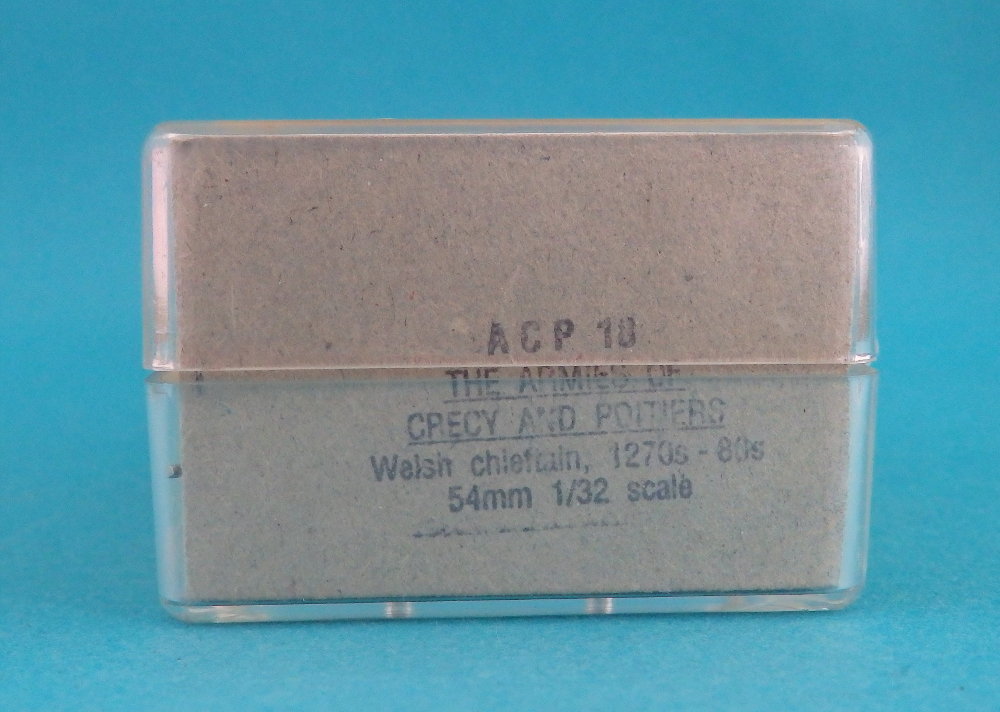 ACP 18
THE ARMIES OF
CRECY AND POITIERS
Welsh chieftain, 1270s - 80s
54mm 1/32 scale